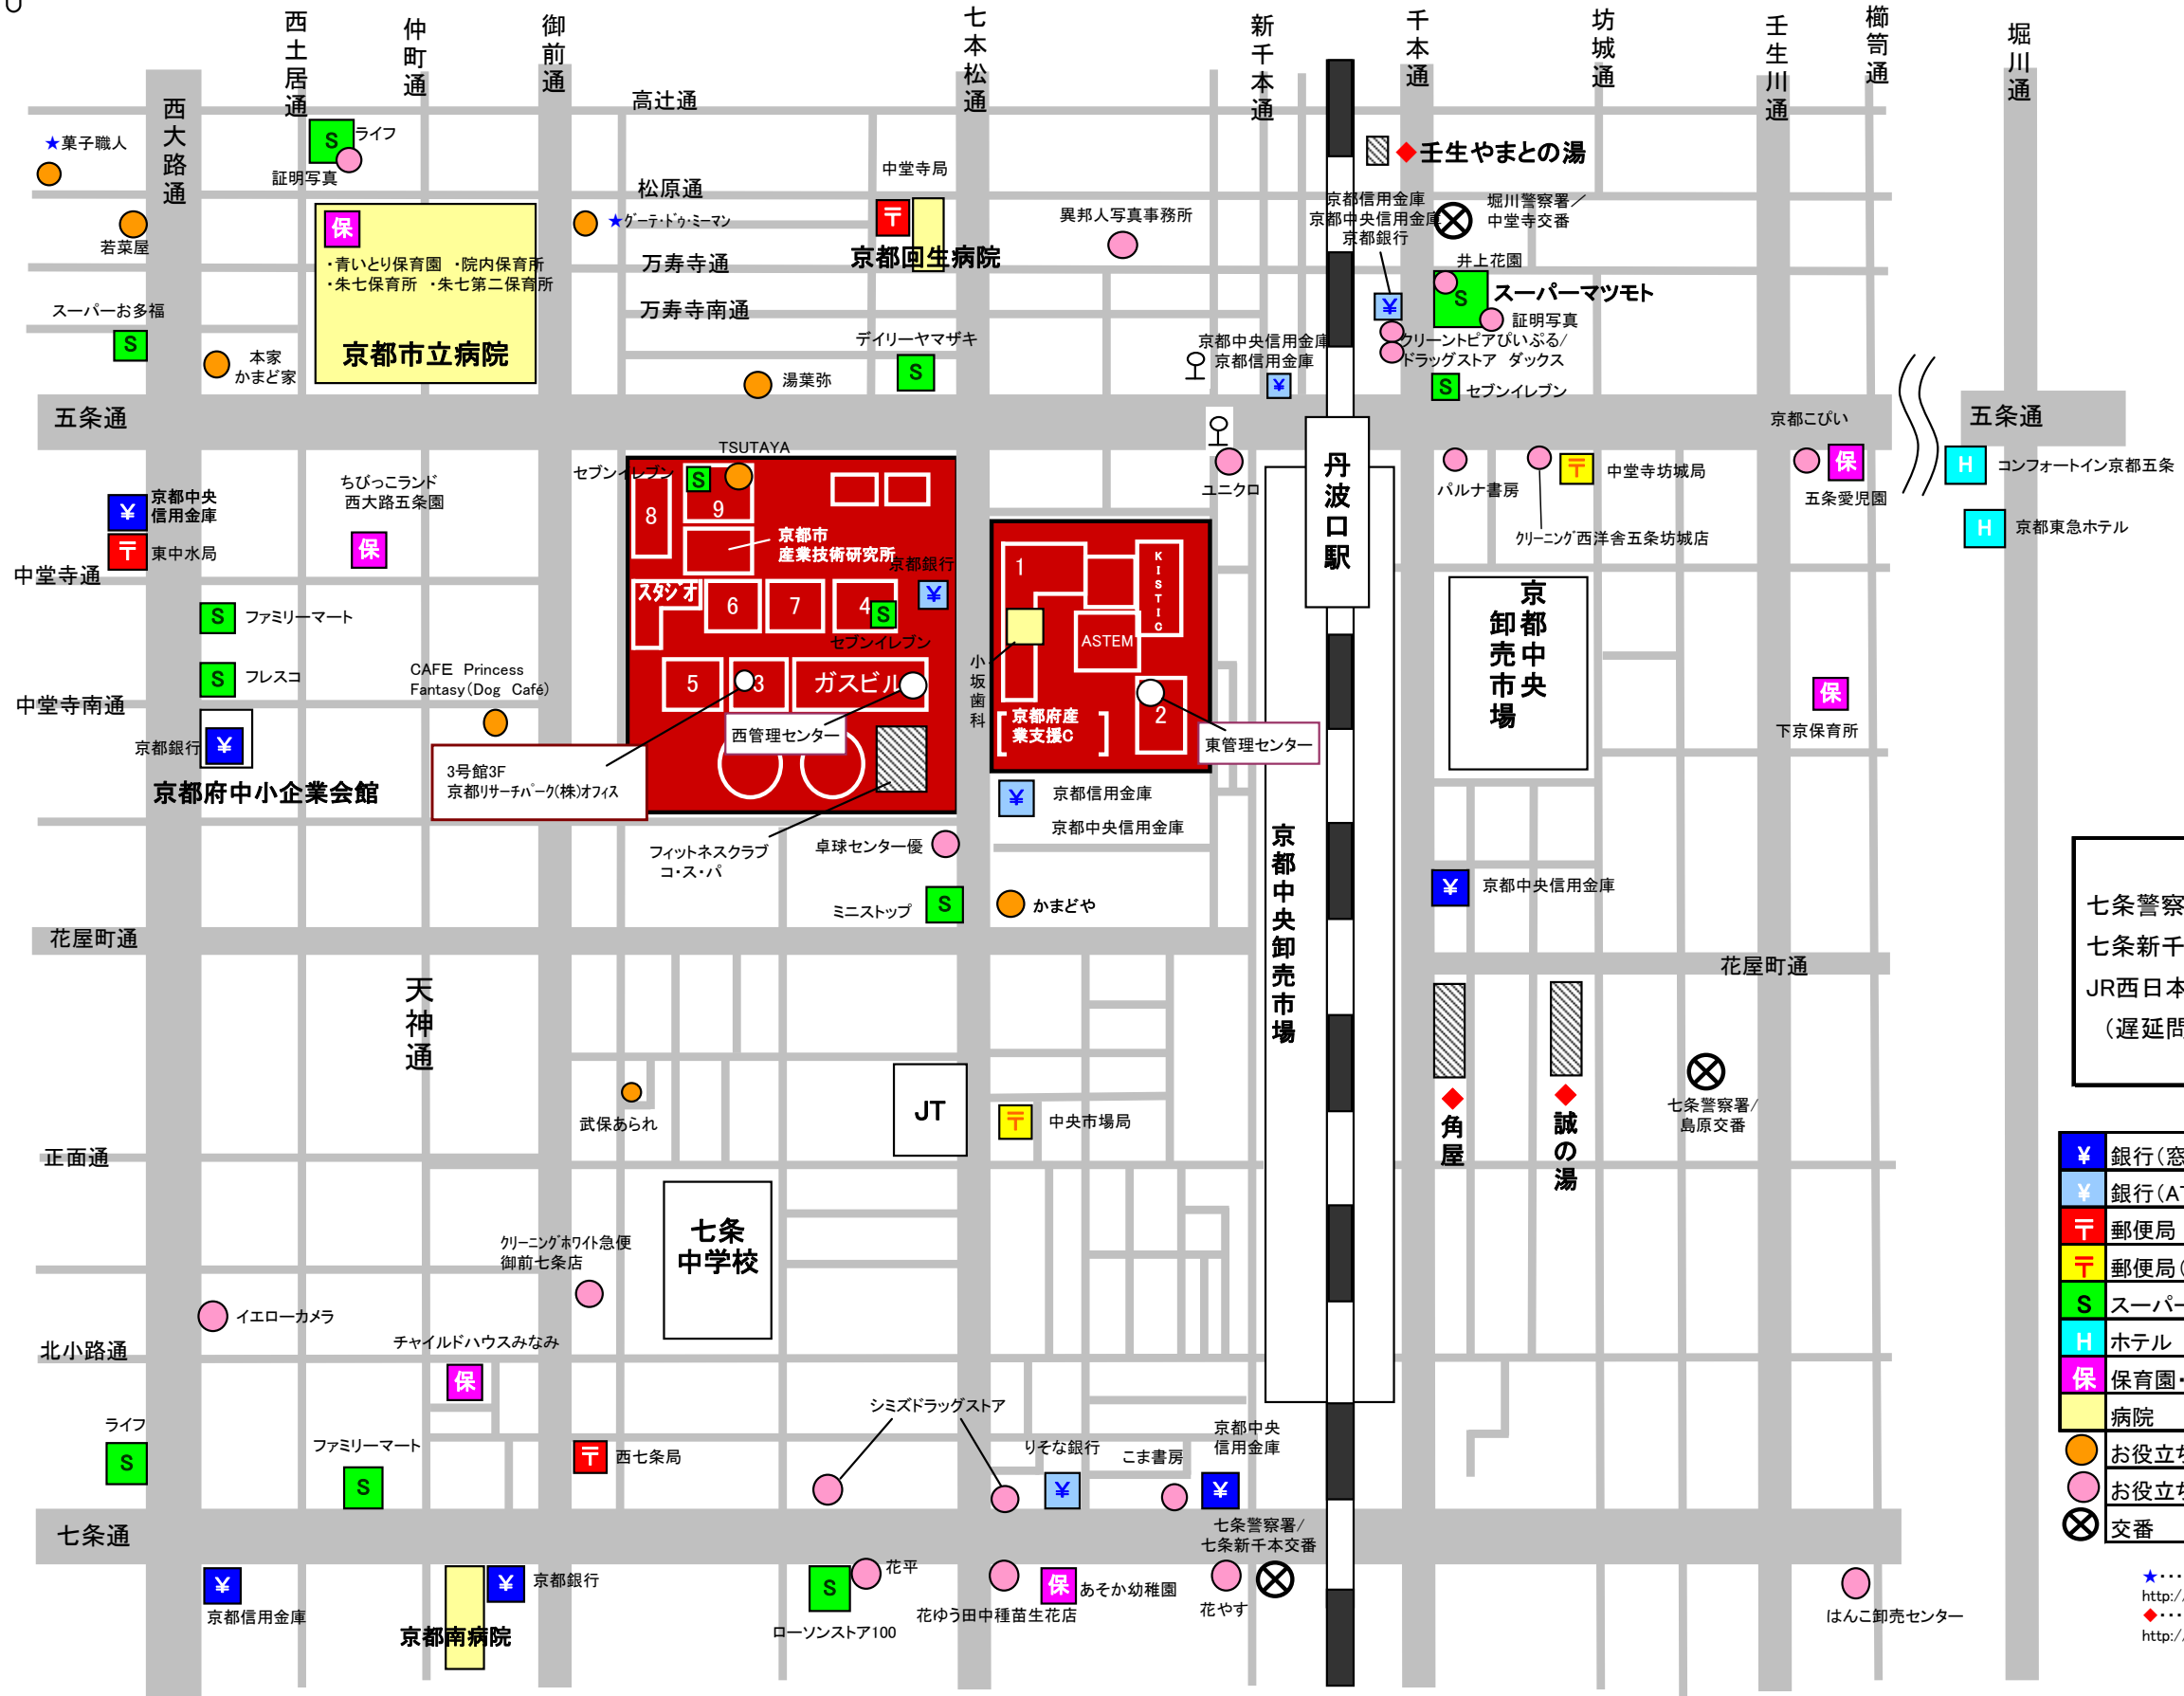 西土居通
仲町通
御前通
七本松通
新千本通
千本通
坊城通
壬生川通
櫛笥通
堀川通
西大路通
高辻通
★菓子職人
S
ライフ
証明写真
◆壬生やまとの湯
中堂寺局
松原通
保
〒
★グーテ・ドゥ・ミーマン
異邦人写真事務所
京都信用金庫
京都中央信用金庫
京都銀行
堀川警察署／
中堂寺交番
若菜屋
・青いとり保育園　・院内保育所
・朱七保育所　・朱七第二保育所
万寿寺通
京都回生病院
井上花園
S
スーパーマツモト
¥
証明写真
スーパーお多福
S
万寿寺南通
京都市立病院
デイリーヤマザキ
S
京都中央信用金庫
京都信用金庫
¥
クリーントピアぴいぷる/
ドラッグストア　ダックス
本家
かまど家
湯葉弥
S
セブンイレブン
五条通
京都こぴい
五条通
TSUTAYA
セブンイレブン
S
丹波口駅
ユニクロ
パルナ書房
〒
中堂寺坊城局
保
五条愛児園
H
コンフォートイン京都五条
ちびっこランド
西大路五条園
保
¥
京都中央
信用金庫
〒
東中水局
8
9
京都市
産業技術研究所
京都銀行
¥
クリーニング西洋舎五条坊城店
H
京都東急ホテル
中堂寺通
スタジオ
6
7
4
S
セブンイレブン
1
KISTIC
ASTEM
京都中央
卸売市場
S
ファミリーマート
S
フレスコ
CAFE Princess
Fantasy(Dog Café)
5
3
ガスビル
小坂歯科
京都府産
業支援C
2
保
下京保育所
中堂寺南通
京都銀行
¥
西管理センター
東管理センター
京都府中小企業会館
3号館3F
京都リサーチパーク(株)オフィス
¥
京都信用金庫
京都中央信用金庫
フィットネスクラブ
コ・ス・パ
卓球センター優
京都中央卸売市場
¥
京都中央信用金庫
ミニストップ
S
かまどや
七条警察
七条新千
JR西日本
花屋町通
花屋町通
天神通
武保あられ
JT
〒
中央市場局
◆
角屋
◆
誠の湯
七条警察署/
島原交番
正面通
七条
中学校
クリーニングホワイト急便
御前七条店
イエローカメラ
チャイルドハウスみなみ
保
北小路通
シミズドラッグストア
ライフ
S
ファミリーマート
S
〒
西七条局
りそな銀行
¥
こま書房
京都中央
信用金庫
¥
七条通
七条警察署/
七条新千本交番
¥
京都信用金庫
¥
京都銀行
京都南病院
S
ローソンストア100
花平
花ゆう田中種苗生花店
保
あそか幼稚園
花やす
はんこ卸売センター
¥
銀行(窓
¥
銀行(A
〒
郵便局
〒
郵便局(
S
スーパー
H
ホテル
保
保育園・
病院
お役立ち
お役立ち
交番
★・・・
http:/
◆・・・
http:/